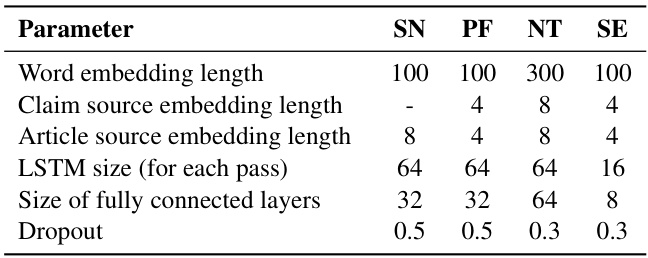 Parameter SN PF NT SE
Word embedding length 100 100 300 100
Claim source embedding length - 4 8 4
Article source embedding length 8 4 8 4
LSTM size (for each pass) 64 64 64 16
Size of fully connected layers 32 32 64 8
Dropout 0.5 0.5 0.3 0.3